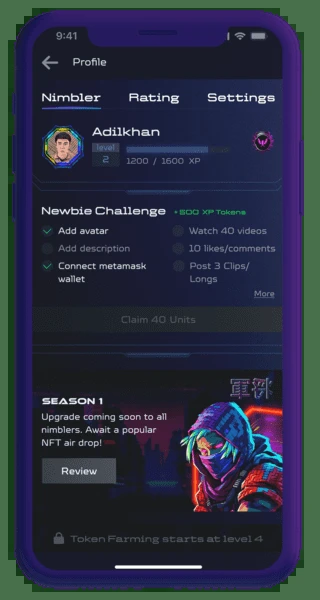 9:41
Profile
Nimbler Rating Settings
Adilkhan
level
2
1200 / 1600 XP
Newbie Challenge +500 XP Tokens
Add avatar
Watch 40 videos
Add description
10 likes/comments
Connect metamask
wallet
Post 3 Clips/
Longs
More
Claim 40 Units
SEASON 1
Upgrade coming soon to all
nimblers. Await a popular
NFT air drop!
Review
Token Farming starts at level 4